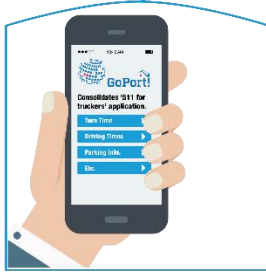 GoPort!
Consolidates '511 for
truckers' application.
Turn Time
Driving Times
Parking Info.
Etc.